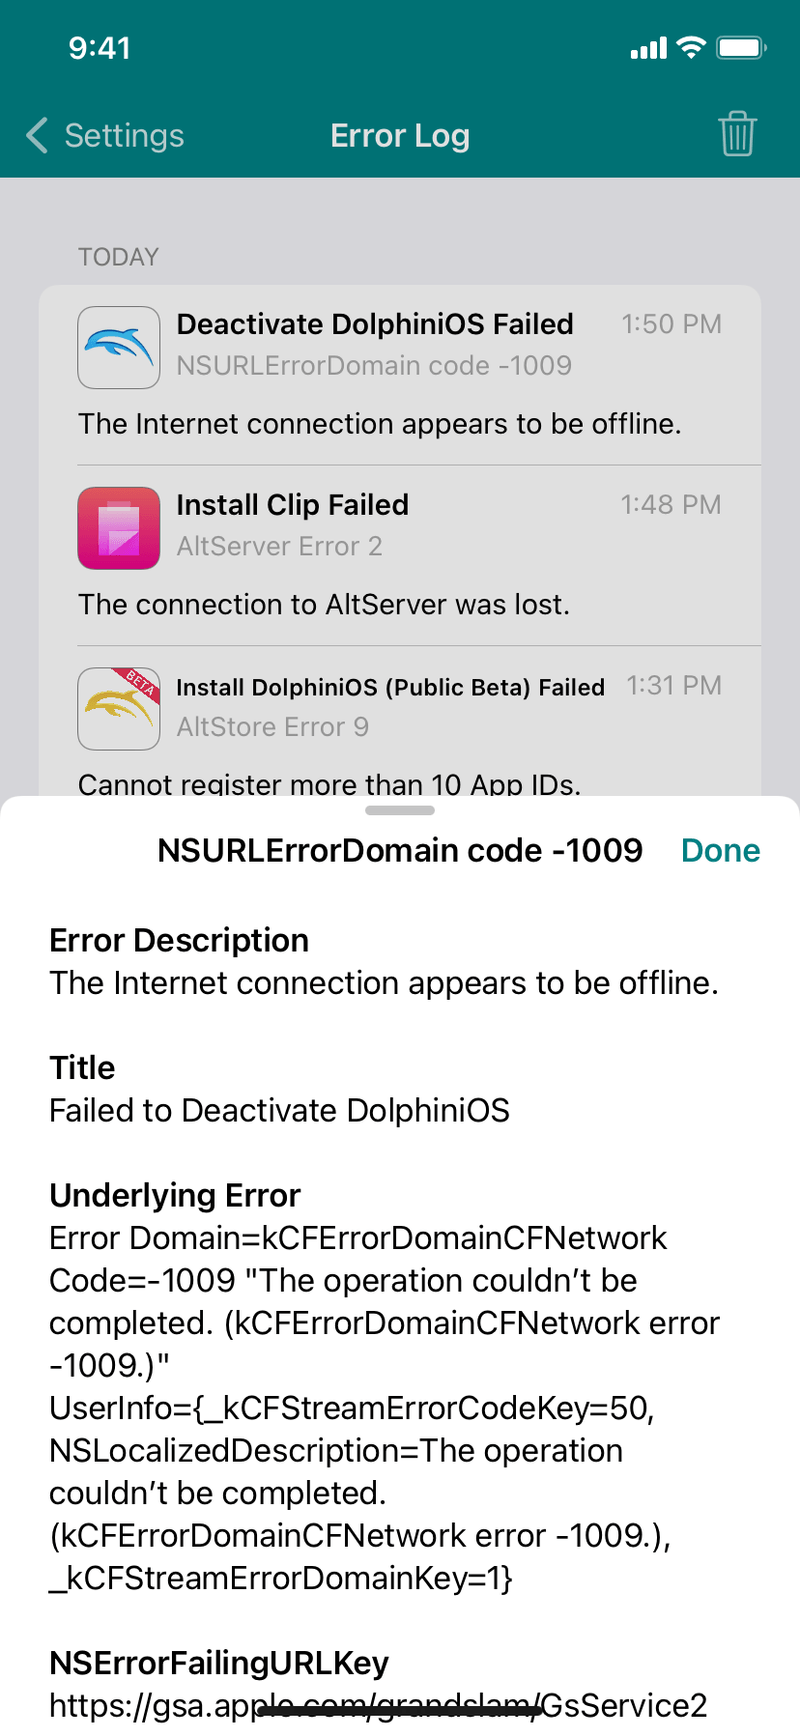 9:41
Settings
Error Log
TODAY
Deactivate DolphiniOS Failed
1:50 PM
NSURLErrorDomain code -1009
The Internet connection appears to be offline.
Install Clip Failed
1:48 PM
AltServer Error 2
The connection to AltServer was lost.
BETA
Install DolphiniOS (Public Beta) Failed
1:31 PM
AltStore Error 9
Cannot register more than 10 App IDs.
NSURLErrorDomain code -1009
Done
Error Description
The Internet connection appears to be offline.
Title
Failed to Deactivate DolphiniOS
Underlying Error
Error Domain=kCFErrorDomainCFNetwork
Code=-1009 "The operation couldn’t be
completed. (kCFErrorDomainCFNetwork error
-1009.)"
UserInfo={_kCFStreamErrorCodeKey=50,
NSLocalizedDescription=The operation
couldn’t be completed.
(kCFErrorDomainCFNetwork error -1009.),
_kCFStreamErrorDomainKey=1}
NSErrorFailingURLKey
https://gsa.apple.com/grandslam/GsService2